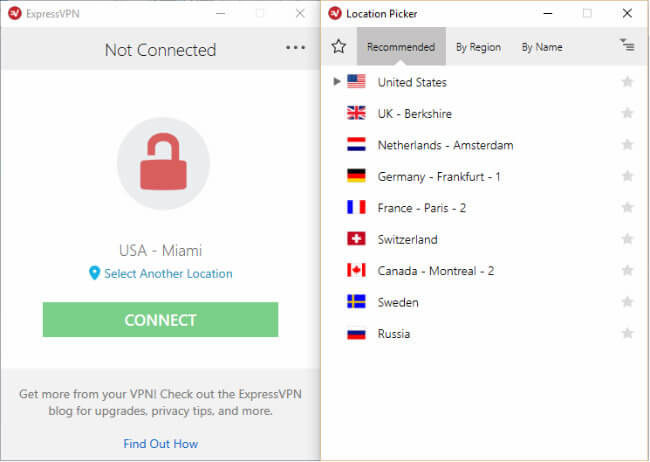 ExpressVPN
Not Connected
USA - Miami
Select Another Location
CONNECT
Get more from your VPN! Check out the ExpressVPN
blog for upgrades, privacy tips, and more.
Find Out How
Location Picker
Recommended By Region By Name
United States
UK - Berkshire
Netherlands - Amsterdam
Germany - Frankfurt - 1
France - Paris - 2
Switzerland
Canada - Montreal - 2
Sweden
Russia